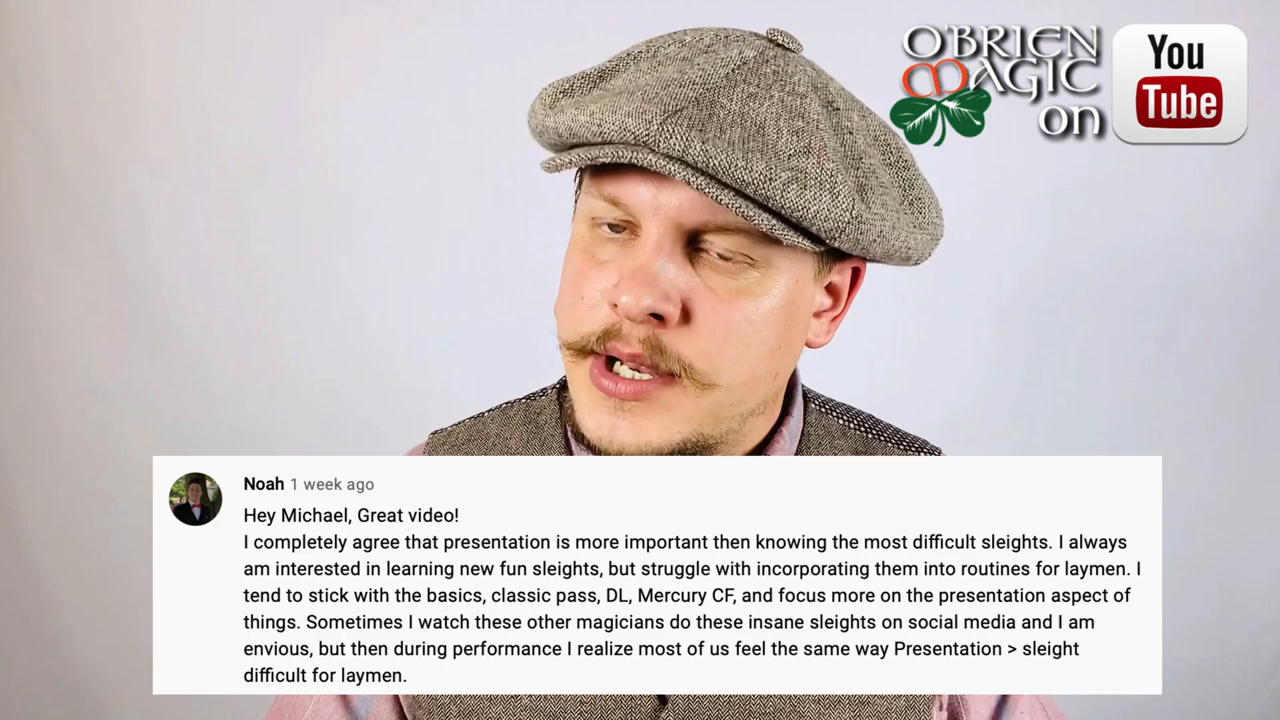 O'BRIEN
MAGIC
on
You
Tube
Noah 1 week ago
Hey Michael, Great video!
I completely agree that presentation is more important then knowing the most difficult sleights. I always
am interested in learning new fun sleights, but struggle with incorporating them into routines for laymen. I
tend to stick with the basics, classic pass, DL, Mercury CF, and focus more on the presentation aspect of
things. Sometimes I watch these other magicians do these insane sleights on social media and I am
envious, but then during performance I realize most of us feel the same way Presentation > sleight
difficult for laymen.